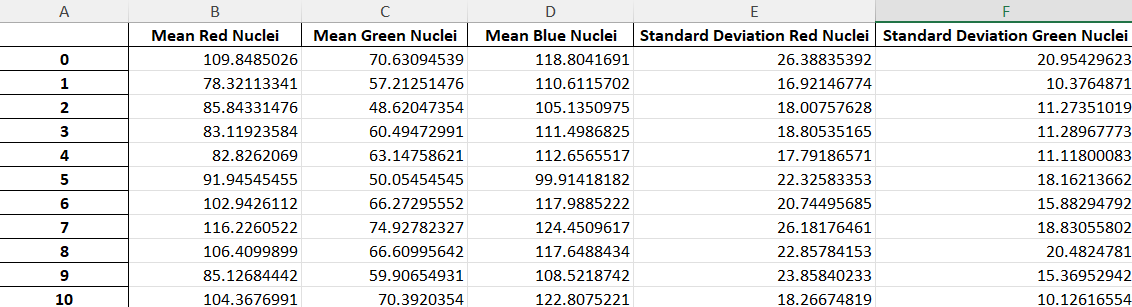 A B C D E F
Mean Red Nuclei Mean Green Nuclei Mean Blue Nuclei Standard Deviation Red Nuclei Standard Deviation Green Nuclei
0 109.8485026 70.63094539 118.8041691 26.38835392 20.95429623
1 78.32113341 57.21251476 110.6115702 16.92146774 10.3764871
2 85.84331476 48.62047354 105.1350975 18.00757628 11.27351019
3 83.11923584 60.49472991 111.4986825 18.80535165 11.28967773
4 82.8262069 63.14758621 112.6565517 17.79186571 11.11800083
5 91.94545455 50.05454545 99.91418182 22.32583353 18.16213662
6 102.9426112 66.27295552 117.9885222 20.74495685 15.88294792
7 116.2260522 74.92782327 124.4509617 26.18176461 18.83055802
8 106.4099899 66.60995642 117.6488434 22.85784153 20.4824781
9 85.12684442 59.90654931 108.5218742 23.85840233 15.36952942
10 104.3676991 70.3920354 122.8075221 18.26674819 10.12616554